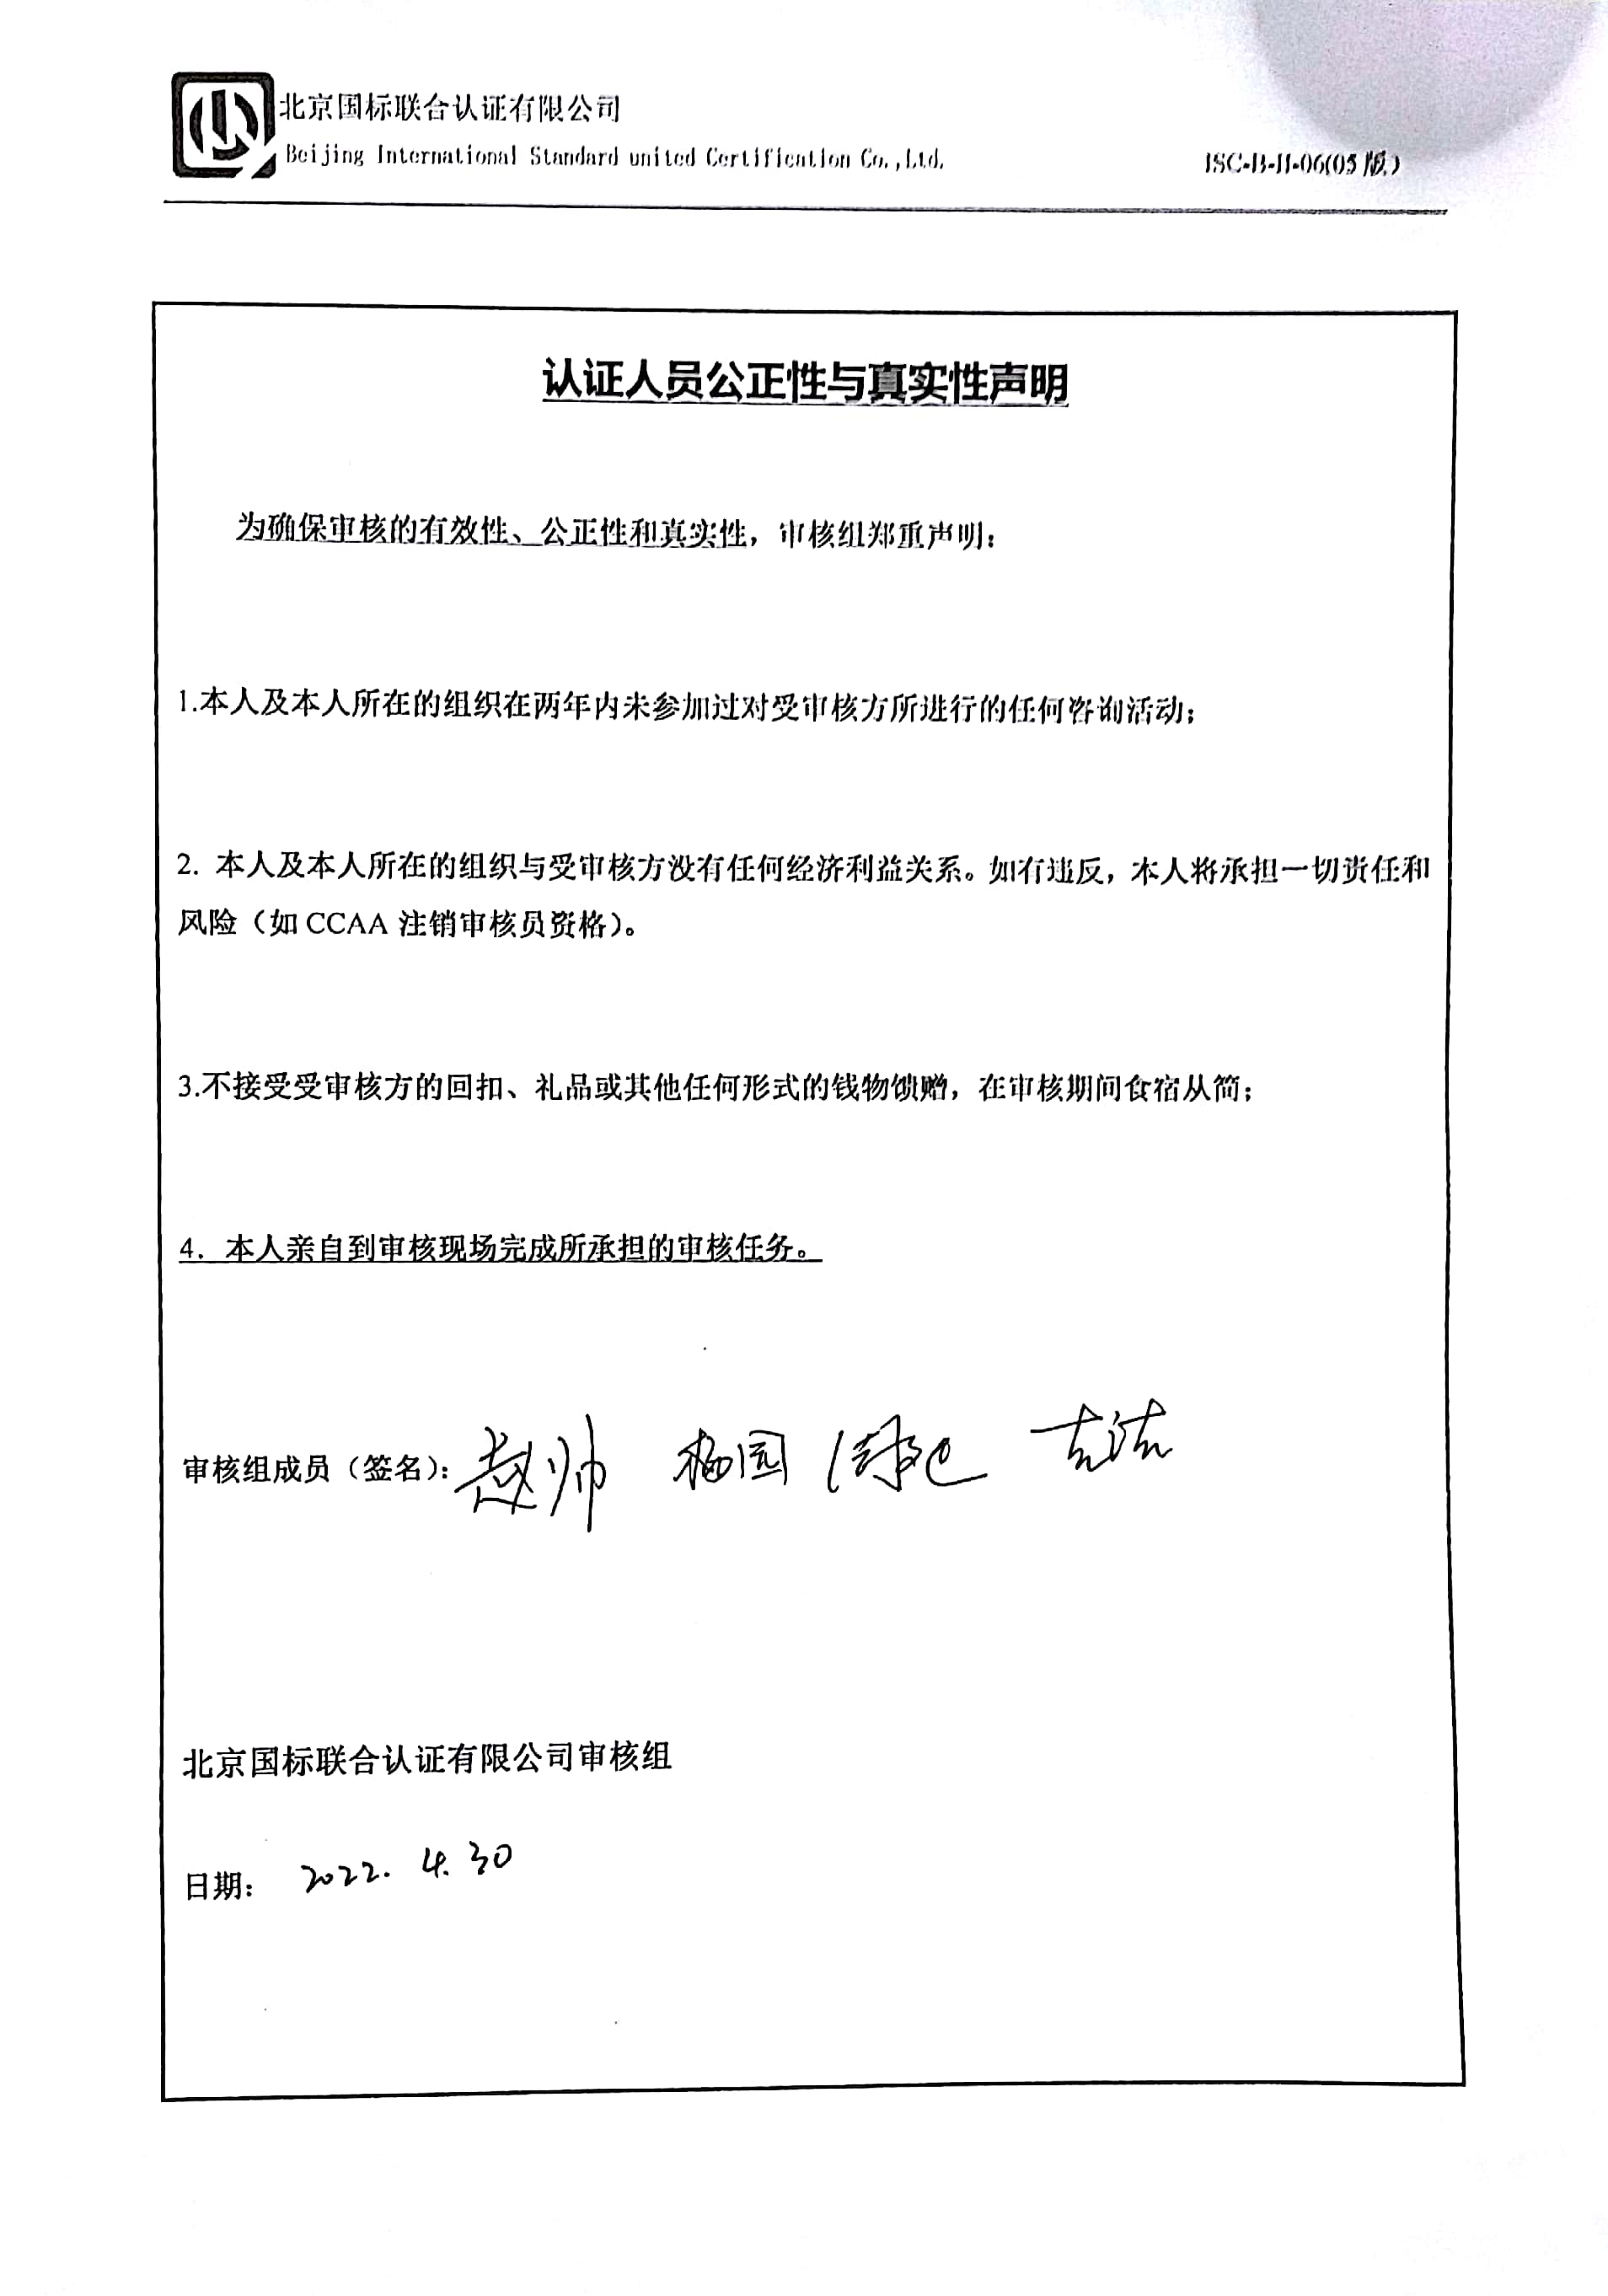 北京国标联合认证有限公司
Beijing International Standard united Certification Co.,Ltd.
ISC-B-II-06(05版)
认证人员公正性与真实性声明
为确保审核的有效性、公正性和真实性，审核组郑重声明：
1.本人及本人所在的组织在两年内未参加过对受审核方所进行的任何咨询活动；
2. 本人及本人所在的组织与受审核方没有任何经济利益关系。如有违反，本人将承担一切责任和
风险（如 CCAA 注销审核员资格）。
3.不接受受审核方的回扣、礼品或其他任何形式的钱物馈赠，在审核期间食宿从简；
4. 本人亲自到审核现场完成所承担的审核任务。
审核组成员（签名）：赵帅 杨园
北京国标联合认证有限公司审核组
日期： 2022. 4. 30